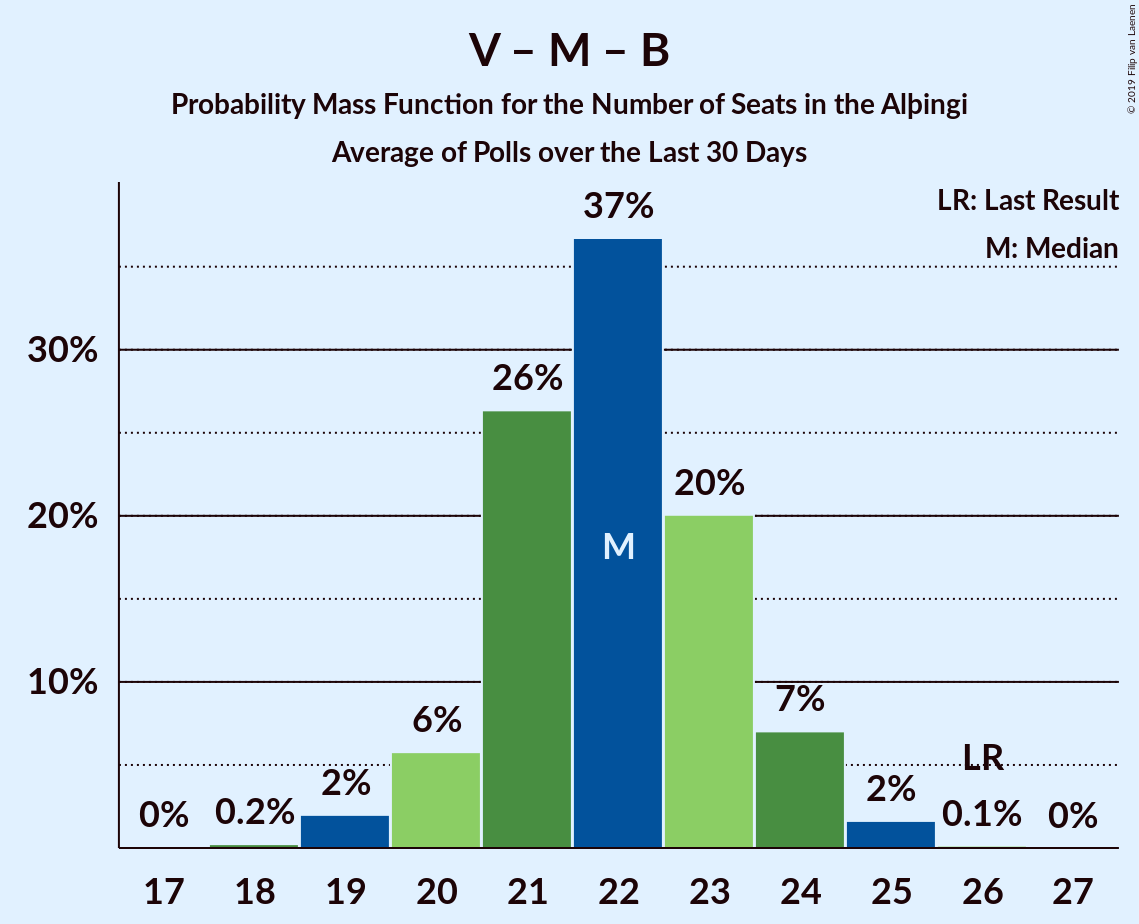 V – M – B
Probability Mass Function for the Number of Seats in the Alþingi
Average of Polls over the Last 30 Days
© 2019 Filip van Laenen
LR: Last Result
M: Median
30%
20%
10%
0%
0.2%
2%
6%
26%
37%
M
20%
7%
2%
LR
0.1%
0%
17 18 19 20 21 22 23 24 25 26 27